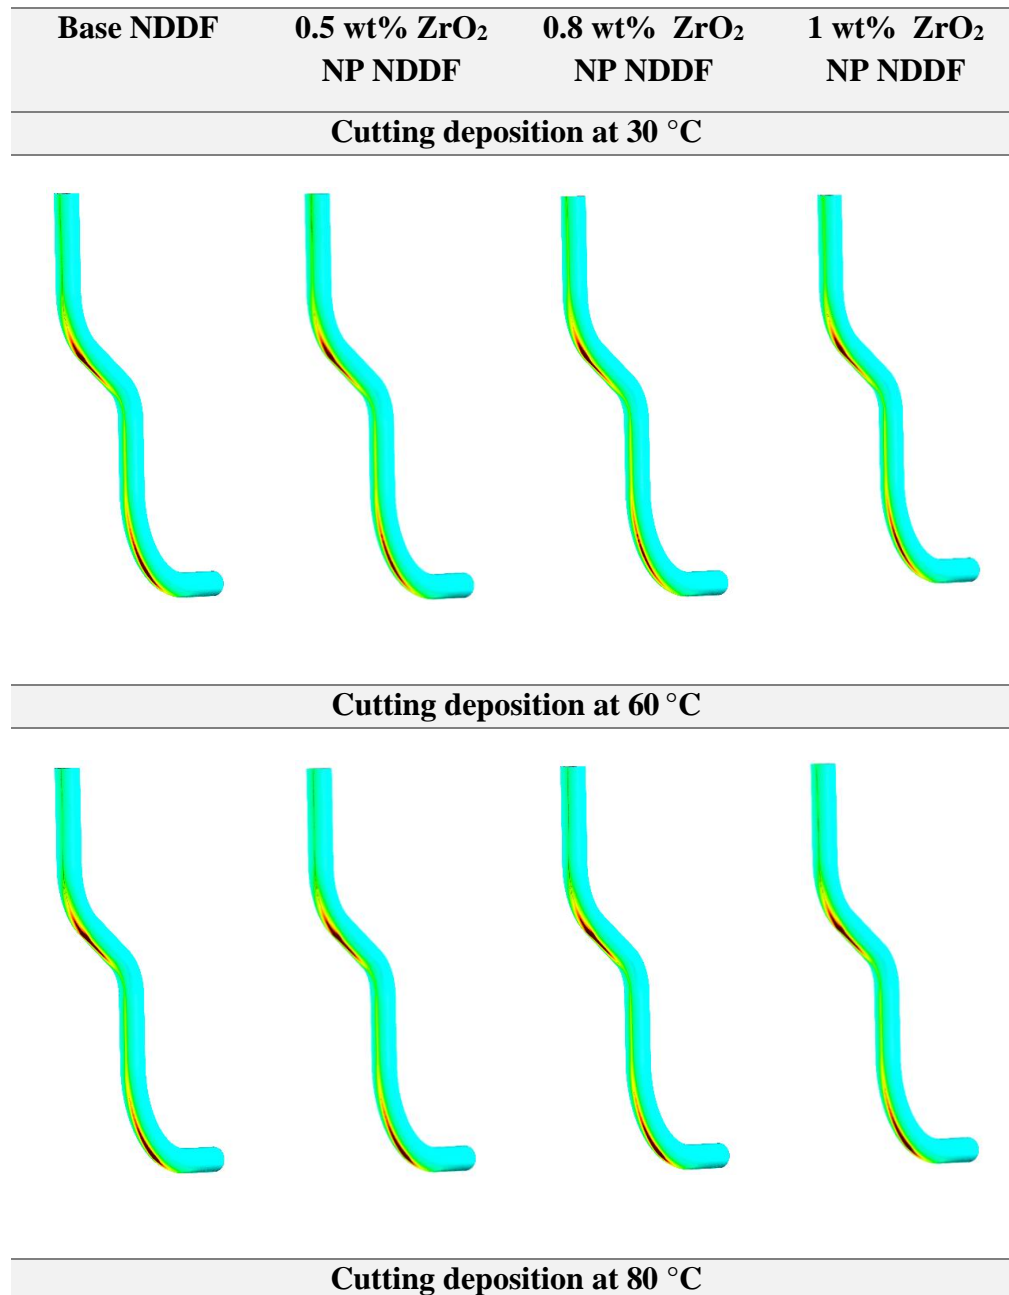 Base NDDF 0.5 wt% ZrO₂ 0.8 wt% ZrO₂ 1 wt% ZrO₂
NP NDDF NP NDDF NP NDDF
Cutting deposition at 30 °C
Cutting deposition at 60 °C
Cutting deposition at 80 °C